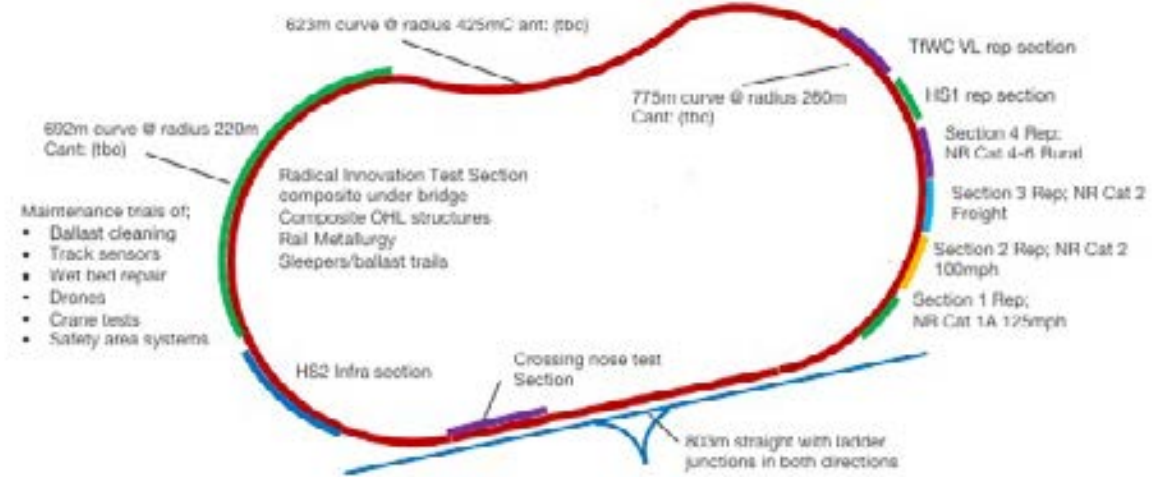 623m curve @ radius 425mC ant: (tbc)
TfWC VL rep section
775m curve @ radius 260m
Cant: (tbc)
HS1 rep section
692m curve @ radius 220m
Cant: (tbc)
Section 4 Rep;
NR Cat 4-6 Rural
Radical Innovation Test Section
composite under bridge
Composite OHL structures
Rail Metallurgy
Sleepers/ballast trails
Section 3 Rep; NR Cat 2
Freight
Maintenance trials of;
• Ballast cleaning
• Track sensors
• Wet bed repair
- Drones
• Crane tests
• Safety area systems
Section 2 Rep; NR Cat 2
100mph
Section 1 Rep;
NR Cat 1A 125mph
HS2 Infra section
Crossing nose test
Section
803m straight with ladder
junctions in both directions